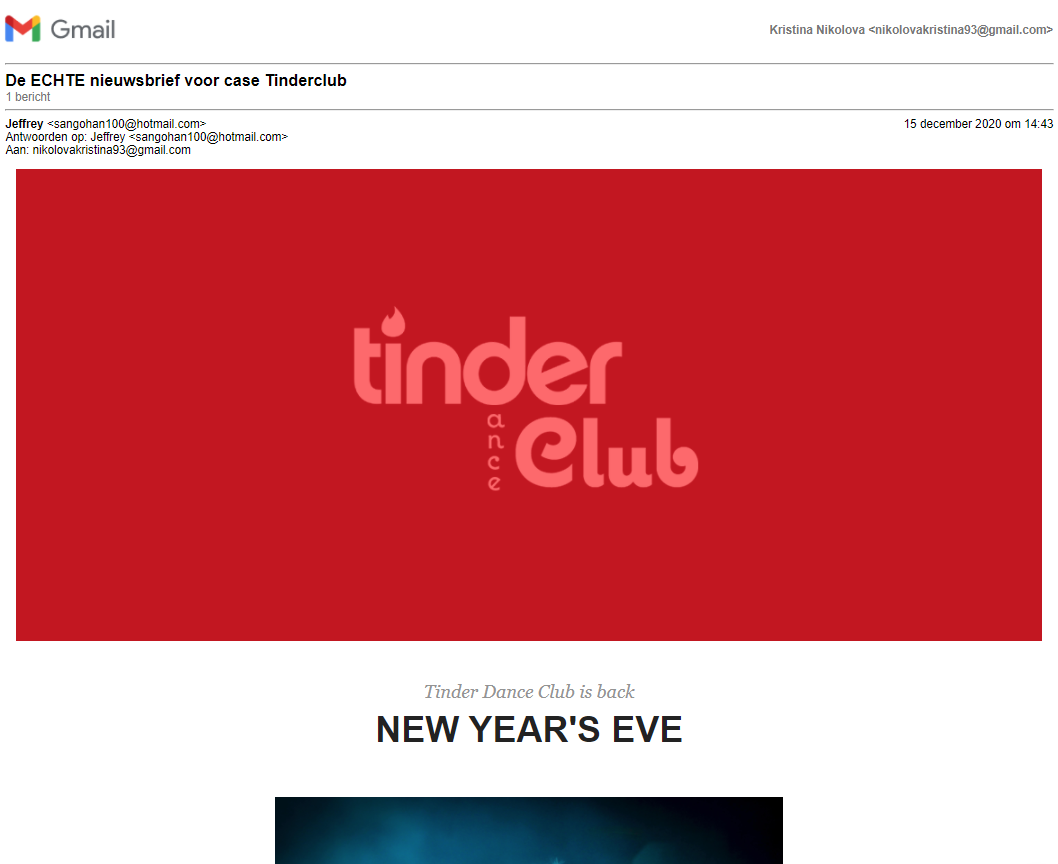 Gmail
Kristina Nikolova <nikolovakristina93@gmail.com>
De ECHTE nieuwsbrief voor case Tinderclub
1 bericht
Jeffrey <sangohan100@hotmail.com>
15 december 2020 om 14:43
Antwoorden op: Jeffrey <sangohan100@hotmail.com>
Aan: nikolovakristina93@gmail.com
tinder
ance
Club
Tinder Dance Club is back
NEW YEAR'S EVE